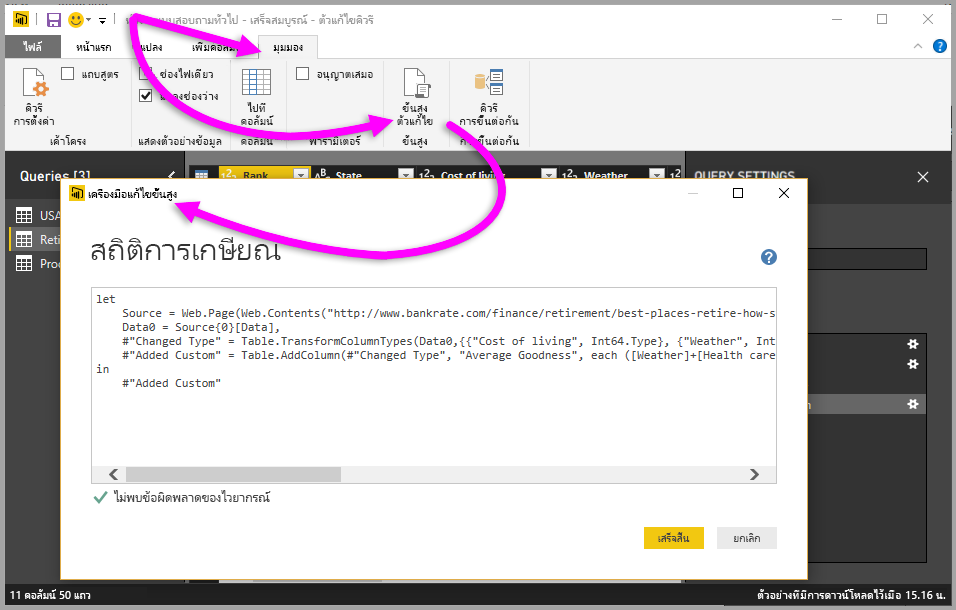 ทั่วไป - เสร็จสมบูรณ์ - ตัวแก้ไขคิวรี
ไฟล์ หน้าแรก แปลง เพิ่มคอลัมน์ มุมมอง
แถบสูตร
ช่องไฟเดียว
แสดงช่องว่าง
อนุญาตเสมอ
คิวรี
การตั้งค่า
ไปที่
คอลัมน์
ขั้นสูง
ตัวแก้ไข
คิวรี
การขึ้นต่อกัน
เค้าโครง แสดงตัวอย่างข้อมูล คอลัมน์ พารามิเตอร์ ขั้นสูง การขึ้นต่อกัน
Queries [3]
Rank State Cost of living Weather
QUERY SETTINGS
USA
Reti
Prod
เครื่องมือแก้ไขขั้นสูง
สถิติการเกษียณ
let
Source = Web.Page(Web.Contents("http://www.bankrate.com/finance/retirement/best-places-retire-how-s
Data0 = Source{0}[Data],
#"Changed Type" = Table.TransformColumnTypes(Data0,{{"Cost of living", Int64.Type}, {"Weather", Int
#"Added Custom" = Table.AddColumn(#"Changed Type", "Average Goodness", each ([Weather]+[Health care
in
#"Added Custom"
ไม่พบข้อผิดพลาดของไวยากรณ์
เสร็จสิ้น ยกเลิก
11 คอลัมน์ 50 แถว
ตัวอย่างที่มีการดาวน์โหลดไว้เมื่อ 15.16 น.